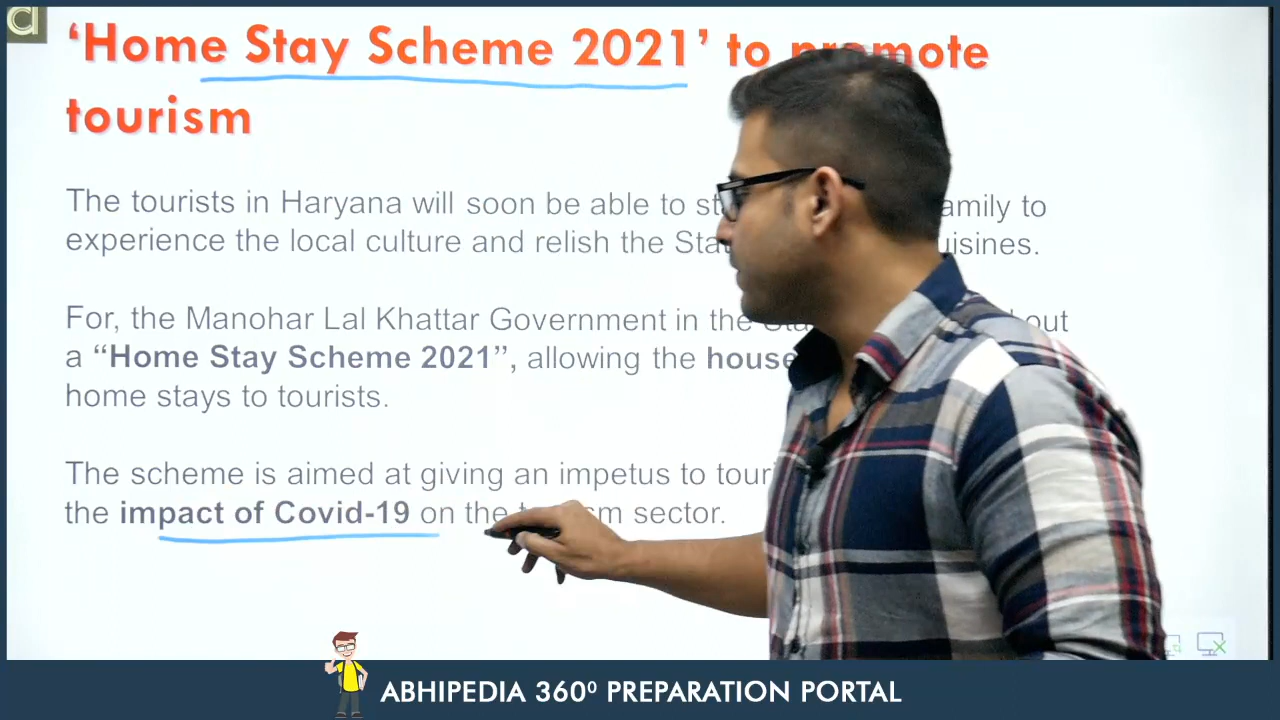 ‘Home Stay Scheme 2021’ to promote
tourism
The tourists in Haryana will soon be able to
experience the local culture and relish the
For, the Manohar Lal Khattar Government in the out
a “Home Stay Scheme 2021”, allowing the
home stays to tourists.
The scheme is aimed at giving an impetus to
the impact of Covid-19 on the tourism sector.
ABHIPEDIA 360⁰ PREPARATION PORTAL